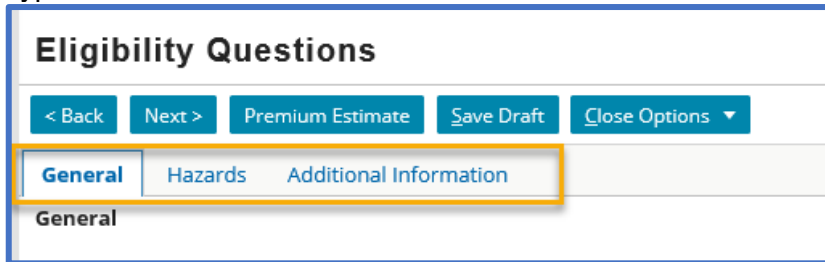 Eligibility Questions
< Back Next > Premium Estimate Save Draft Close Options
General Hazards Additional Information
General